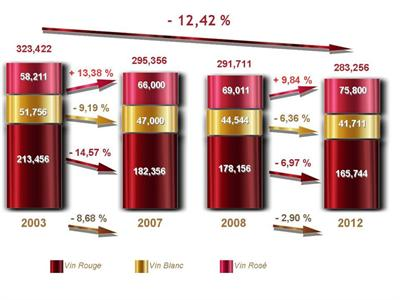 - 12,42 %
323,422
295,356
291,711
283,256
58,211
+ 13,38 %
66,000
69,011
+ 9,84 %
75,800
51,756
- 9,19 %
47,000
44,544
- 6,36 %
41,711
213,456
- 14,57 %
182,356
178,156
- 6,97 %
165,744
2003
- 8,68 %
2007
2008
- 2,90 %
2012
Vin Rouge
Vin Blanc
Vin Rosé